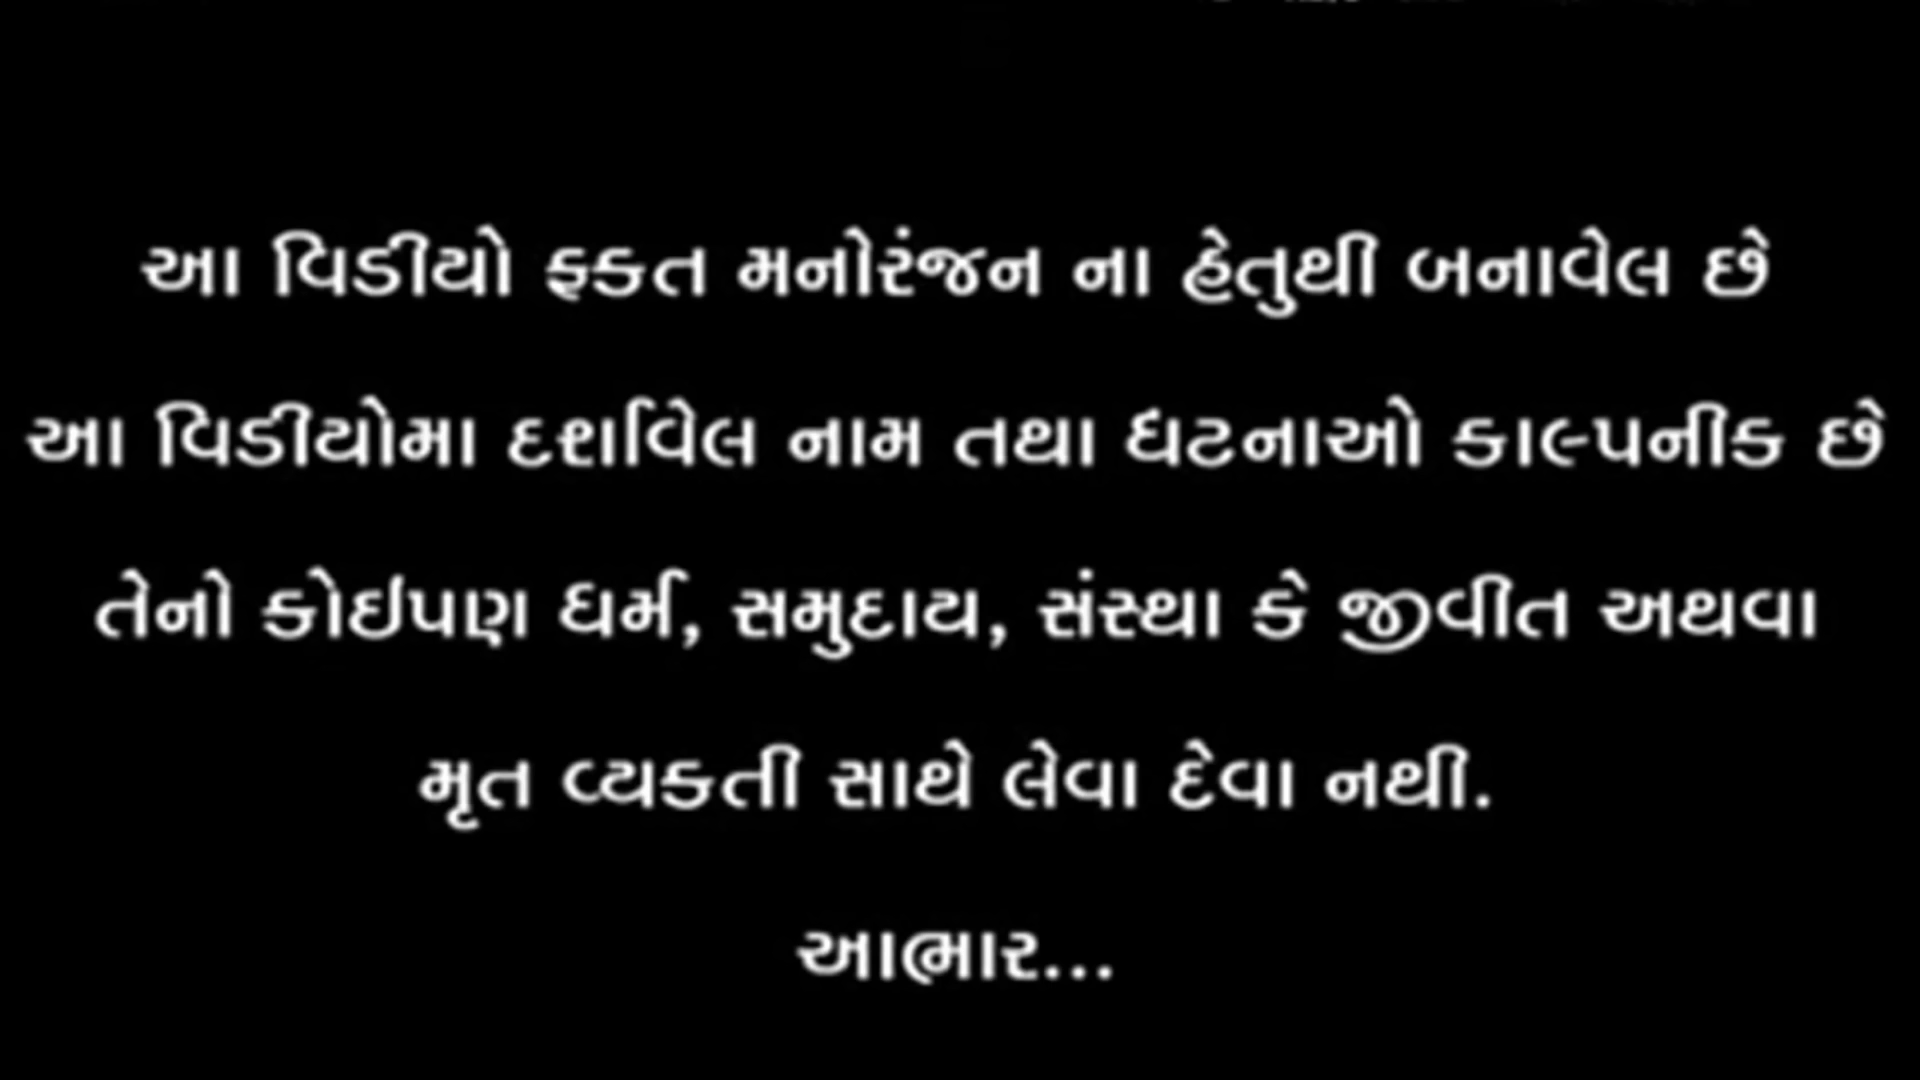 આ વિડીયો ફકત મનોરંજન ના હેતુથી બનાવેલ છે
આ વિડીયોમા દર્શાવેલ નામ તથા ઘટનાઓ કાલ્પનીક છે
તેનો કોઇપણ ધર્મ, સમુદાય, સંસ્થા કે જીવીત અથવા
મૃત વ્યકતી સાથે લેવા દેવા નથી.
આભાર...